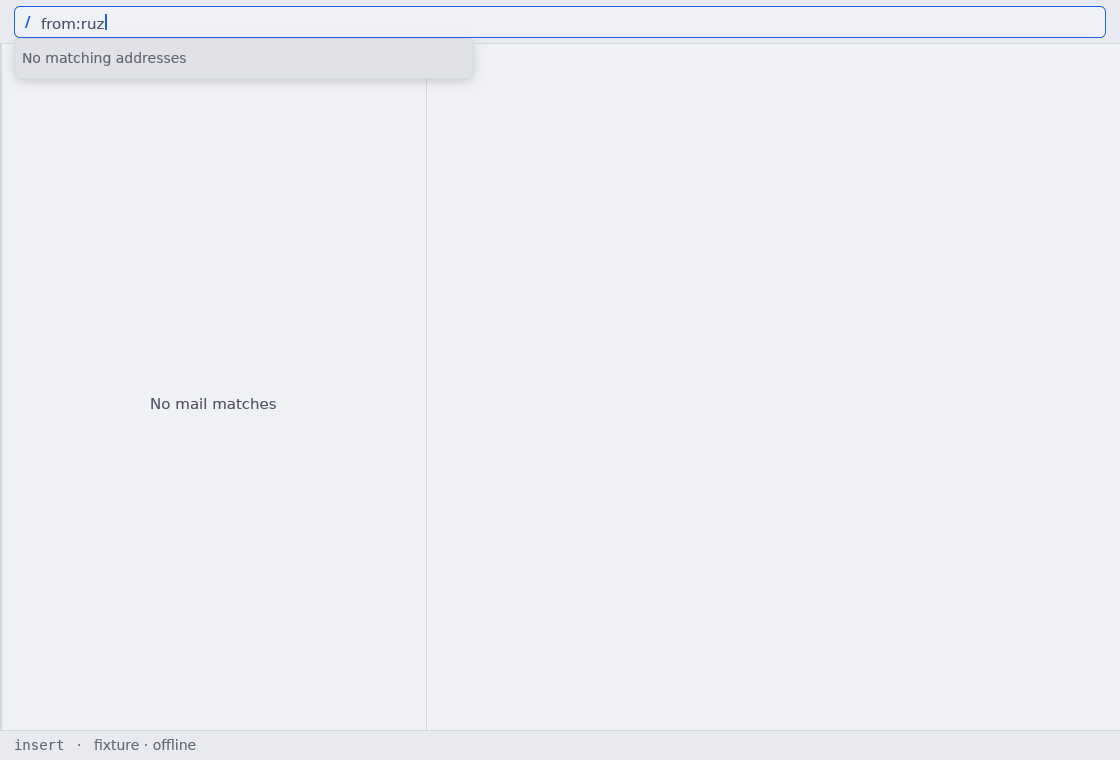 / from:ruz
No matching addresses
No mail matches
insert · fixture · offline